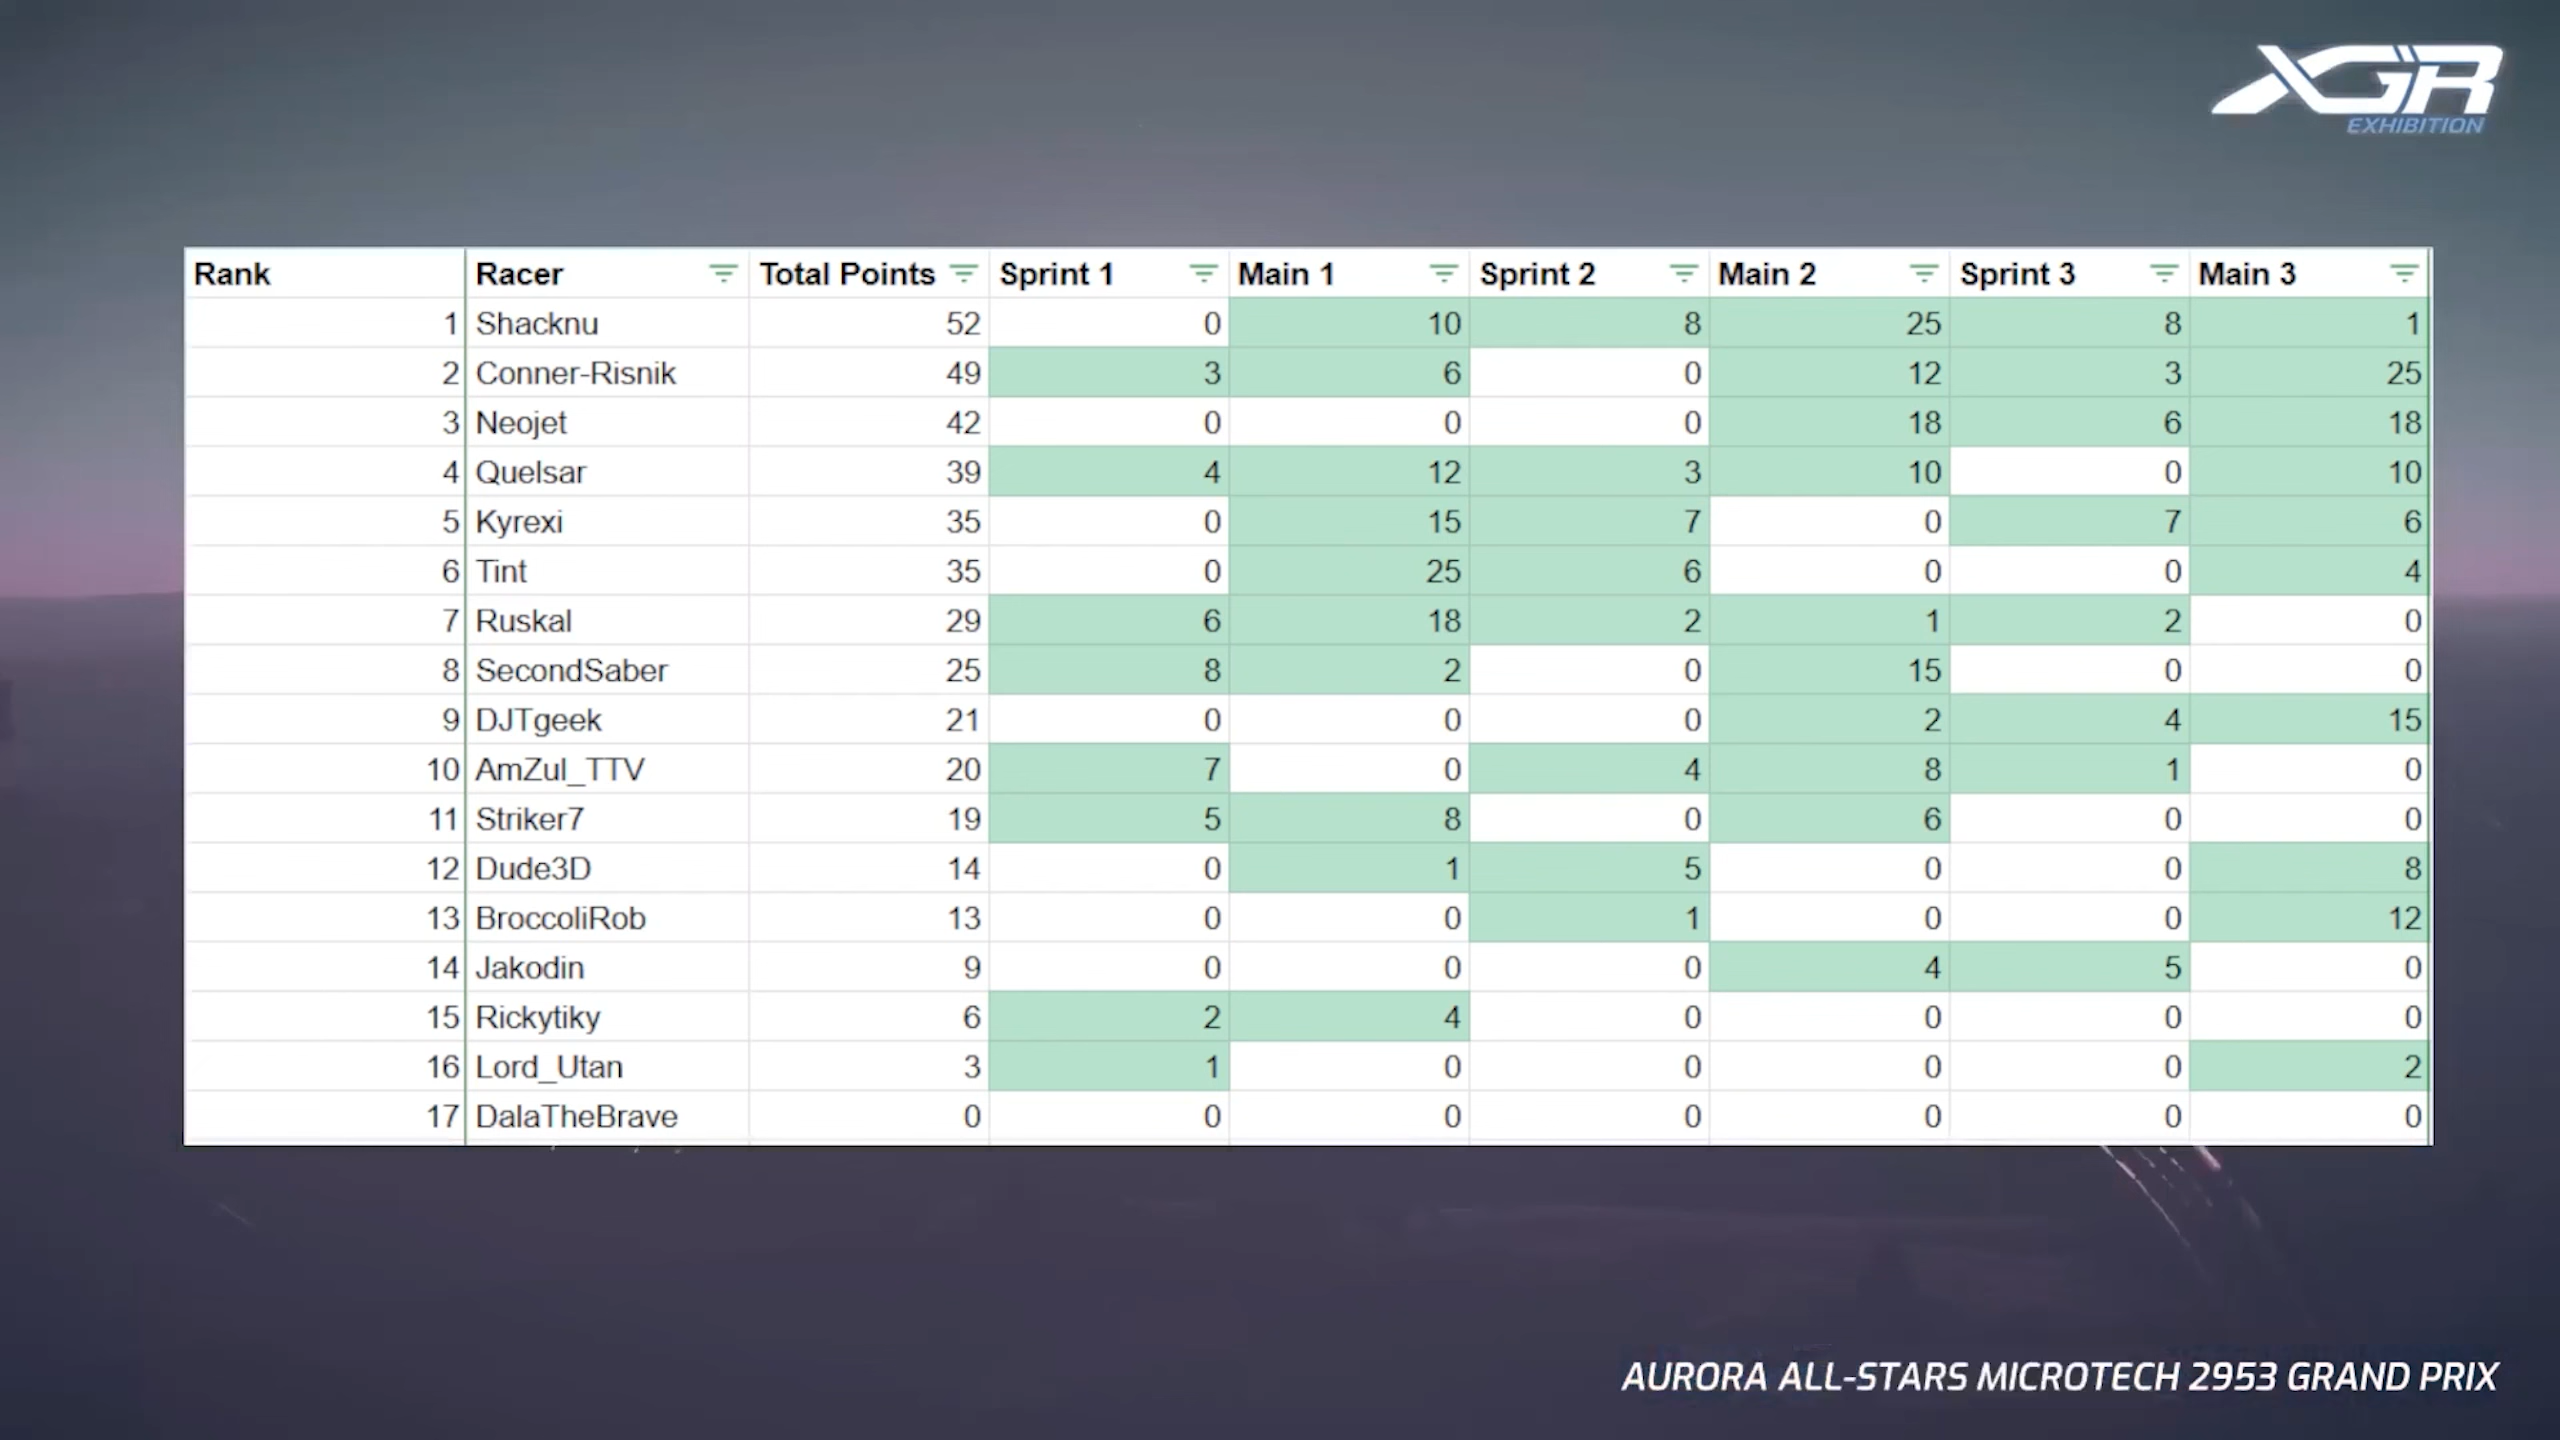 XGR
EXHIBITION
Rank Racer Total Points Sprint 1 Main 1 Sprint 2 Main 2 Sprint 3 Main 3
1 Shacknu 52 0 10 8 25 8 1
2 Conner-Risnik 49 3 6 0 12 3 25
3 Neojet 42 0 0 0 18 6 18
4 Quelsar 39 4 12 3 10 0 10
5 Kyrexi 35 0 15 7 0 7 6
6 Tint 35 0 25 6 0 0 4
7 Ruskal 29 6 18 2 1 2 0
8 SecondSaber 25 8 2 0 15 0 0
9 DJTgeek 21 0 0 0 2 4 15
10 AmZul_TTV 20 7 0 4 8 1 0
11 Striker7 19 5 8 0 6 0 0
12 Dude3D 14 0 1 5 0 0 8
13 BroccoliRob 13 0 0 1 0 0 12
14 Jakodin 9 0 0 0 4 5 0
15 Rickytiky 6 2 4 0 0 0 0
16 Lord_Utan 3 1 0 0 0 0 2
17 DalaTheBrave 0 0 0 0 0 0 0
AURORA ALL-STARS MICROTECH 2953 GRAND PRIX